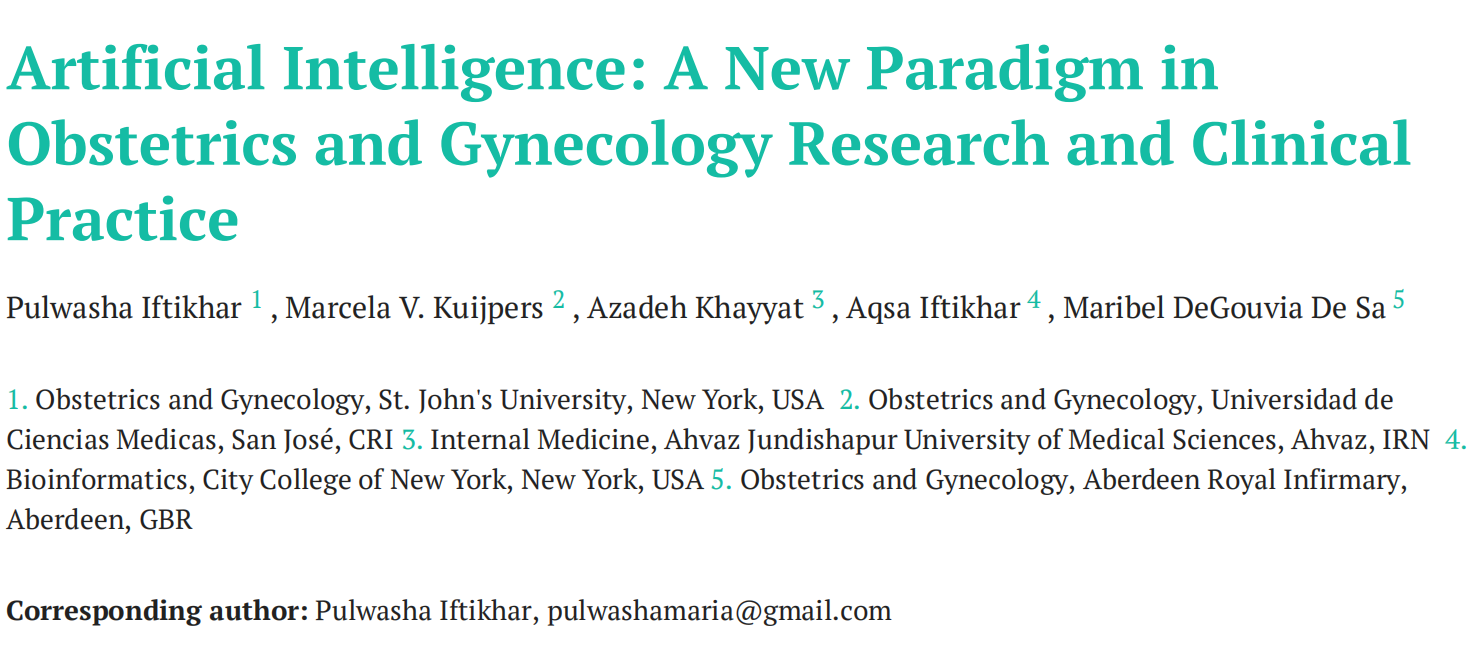 Artificial Intelligence: A New Paradigm in
Obstetrics and Gynecology Research and Clinical
Practice
Pulwasha Iftikhar 1 , Marcela V. Kuijpers 2 , Azadeh Khayyat 3 , Aqsa Iftikhar 4 , Maribel DeGouvia De Sa 5
1. Obstetrics and Gynecology, St. John's University, New York, USA 2. Obstetrics and Gynecology, Universidad de
Ciencias Medicas, San José, CRI 3. Internal Medicine, Ahvaz Jundishapur University of Medical Sciences, Ahvaz, IRN 4.
Bioinformatics, City College of New York, New York, USA 5. Obstetrics and Gynecology, Aberdeen Royal Infirmary,
Aberdeen, GBR
Corresponding author: Pulwasha Iftikhar, pulwashamaria@gmail.com